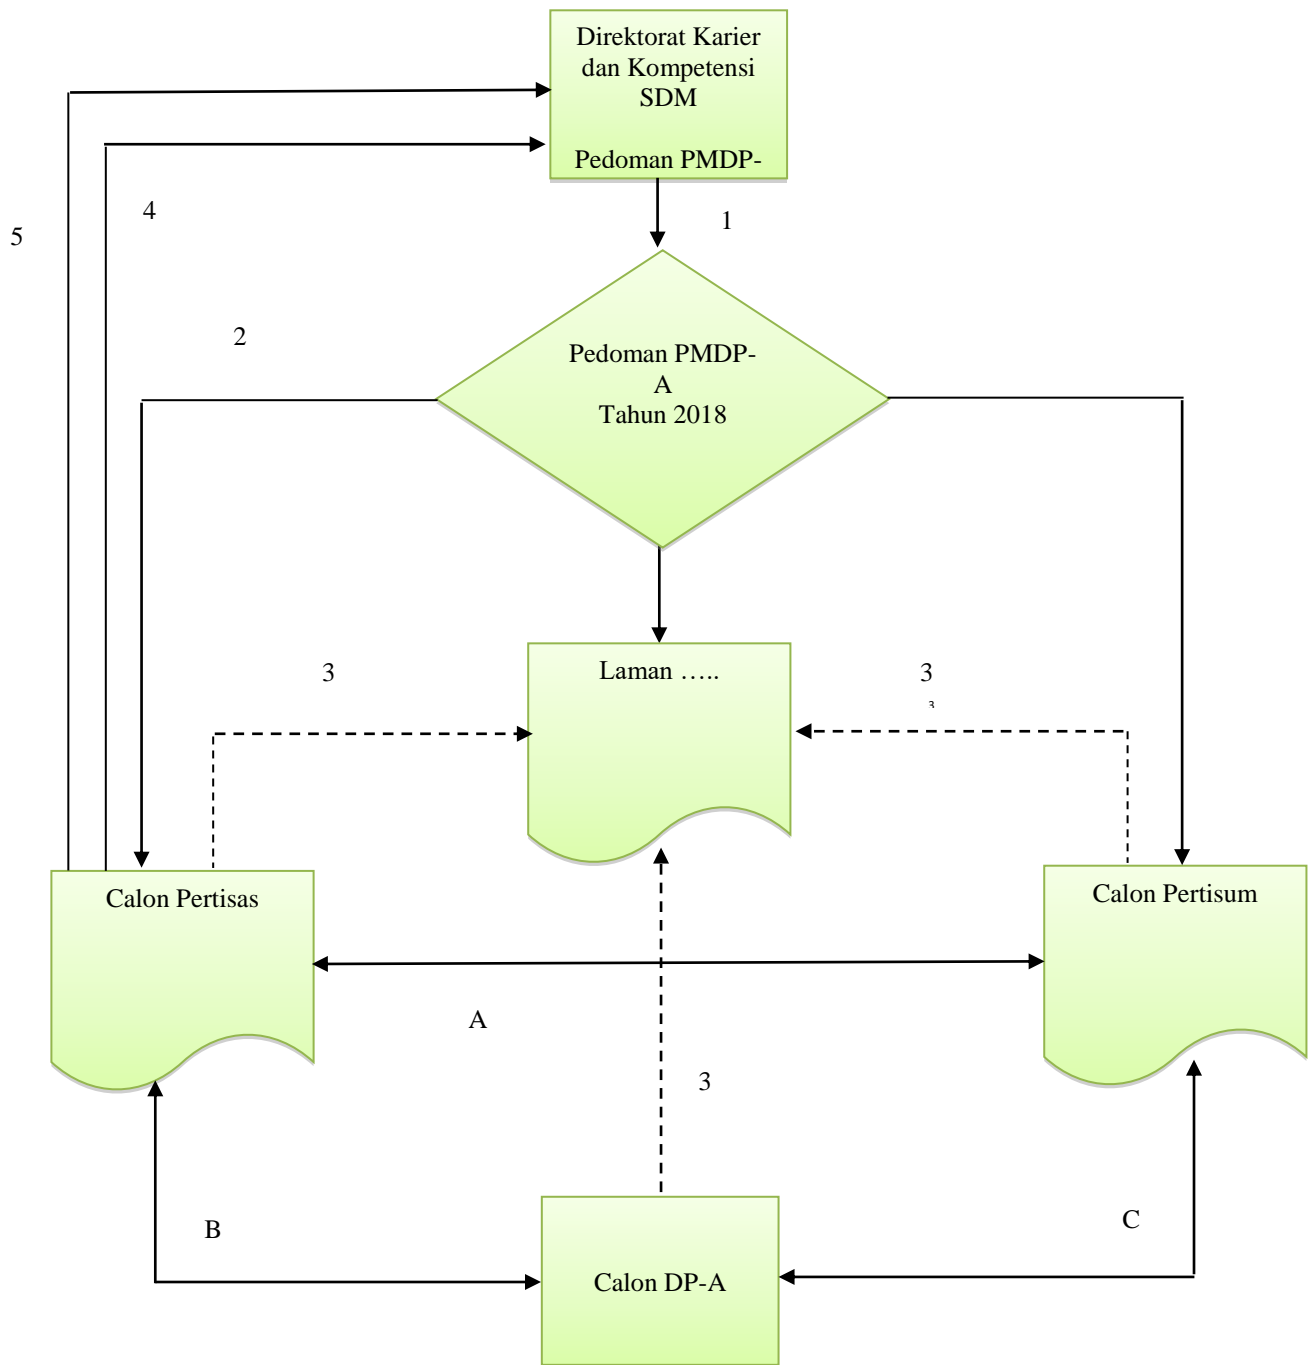 Direktorat Karier
dan Kompetensi
SDM
Pedoman PMDP-
1
4
5
2
Pedoman PMDP-
A
Tahun 2018
Laman …..
3
3
3
Calon Pertisas
Calon Pertisum
A
3
B
C
Calon DP-A